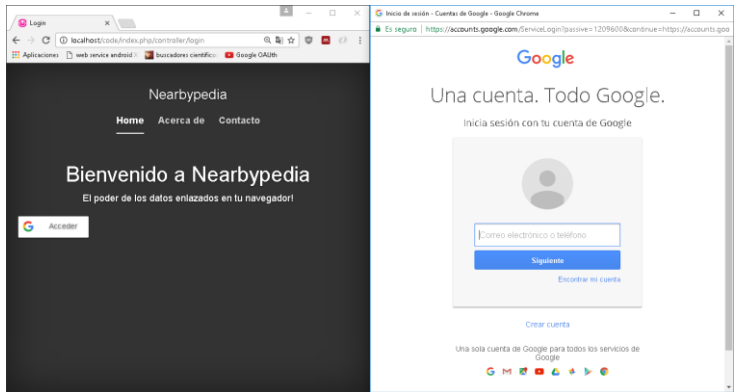 Login
localhost/code/index.php/controller/login
Aplicaciones
web service android
buscadores cientifico
Google OAUth
Nearbypedia
Home Acerca de Contacto
Bienvenido a Nearbypedia
El poder de los datos enlazados en tu navegador!
Acceder
Inicio de sesión - Cuentas de Google - Google Chrome
Es seguro | https://accounts.google.com/ServiceLogin?passive=1209600&continue=https://accounts.goo
Google
Una cuenta. Todo Google.
Inicia sesión con tu cuenta de Google
Correo electrónico o teléfono
Siguiente
Encontrar mi cuenta
Crear cuenta
Una sola cuenta de Google para todos los servicios de
Google